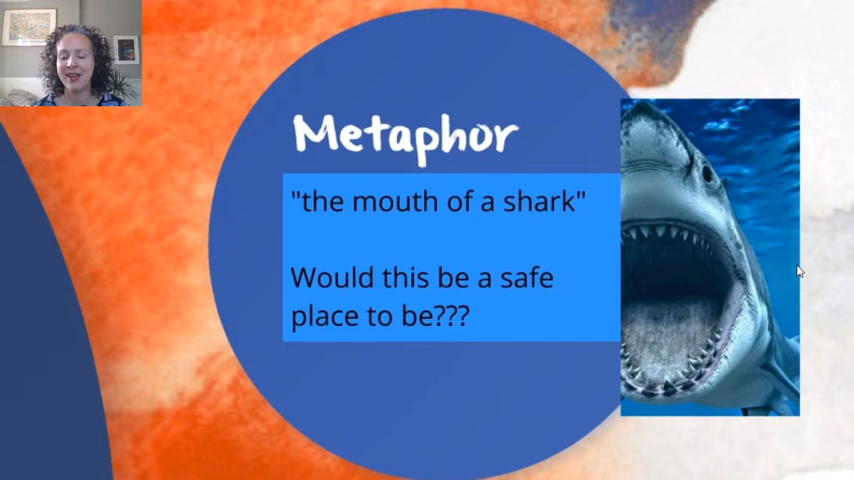 Metaphor
"the mouth of a shark"
Would this be a safe
place to be???